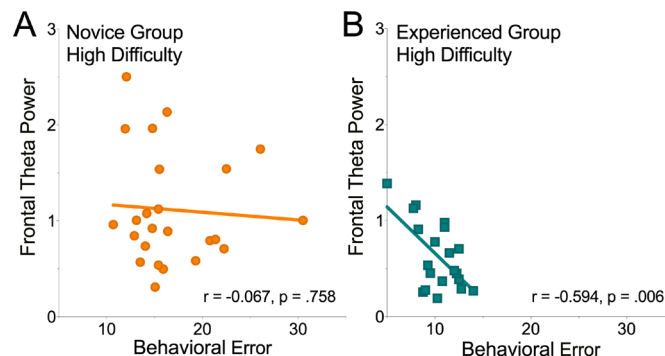 A
Novice Group
High Difficulty
3
2
1
0
Frontal Theta Power
10
20
30
Behavioral Error
r = -0.067, p = .758
B
Experienced Group
High Difficulty
3
2
1
0
Frontal Theta Power
10
20
30
Behavioral Error
r = -0.594, p = .006